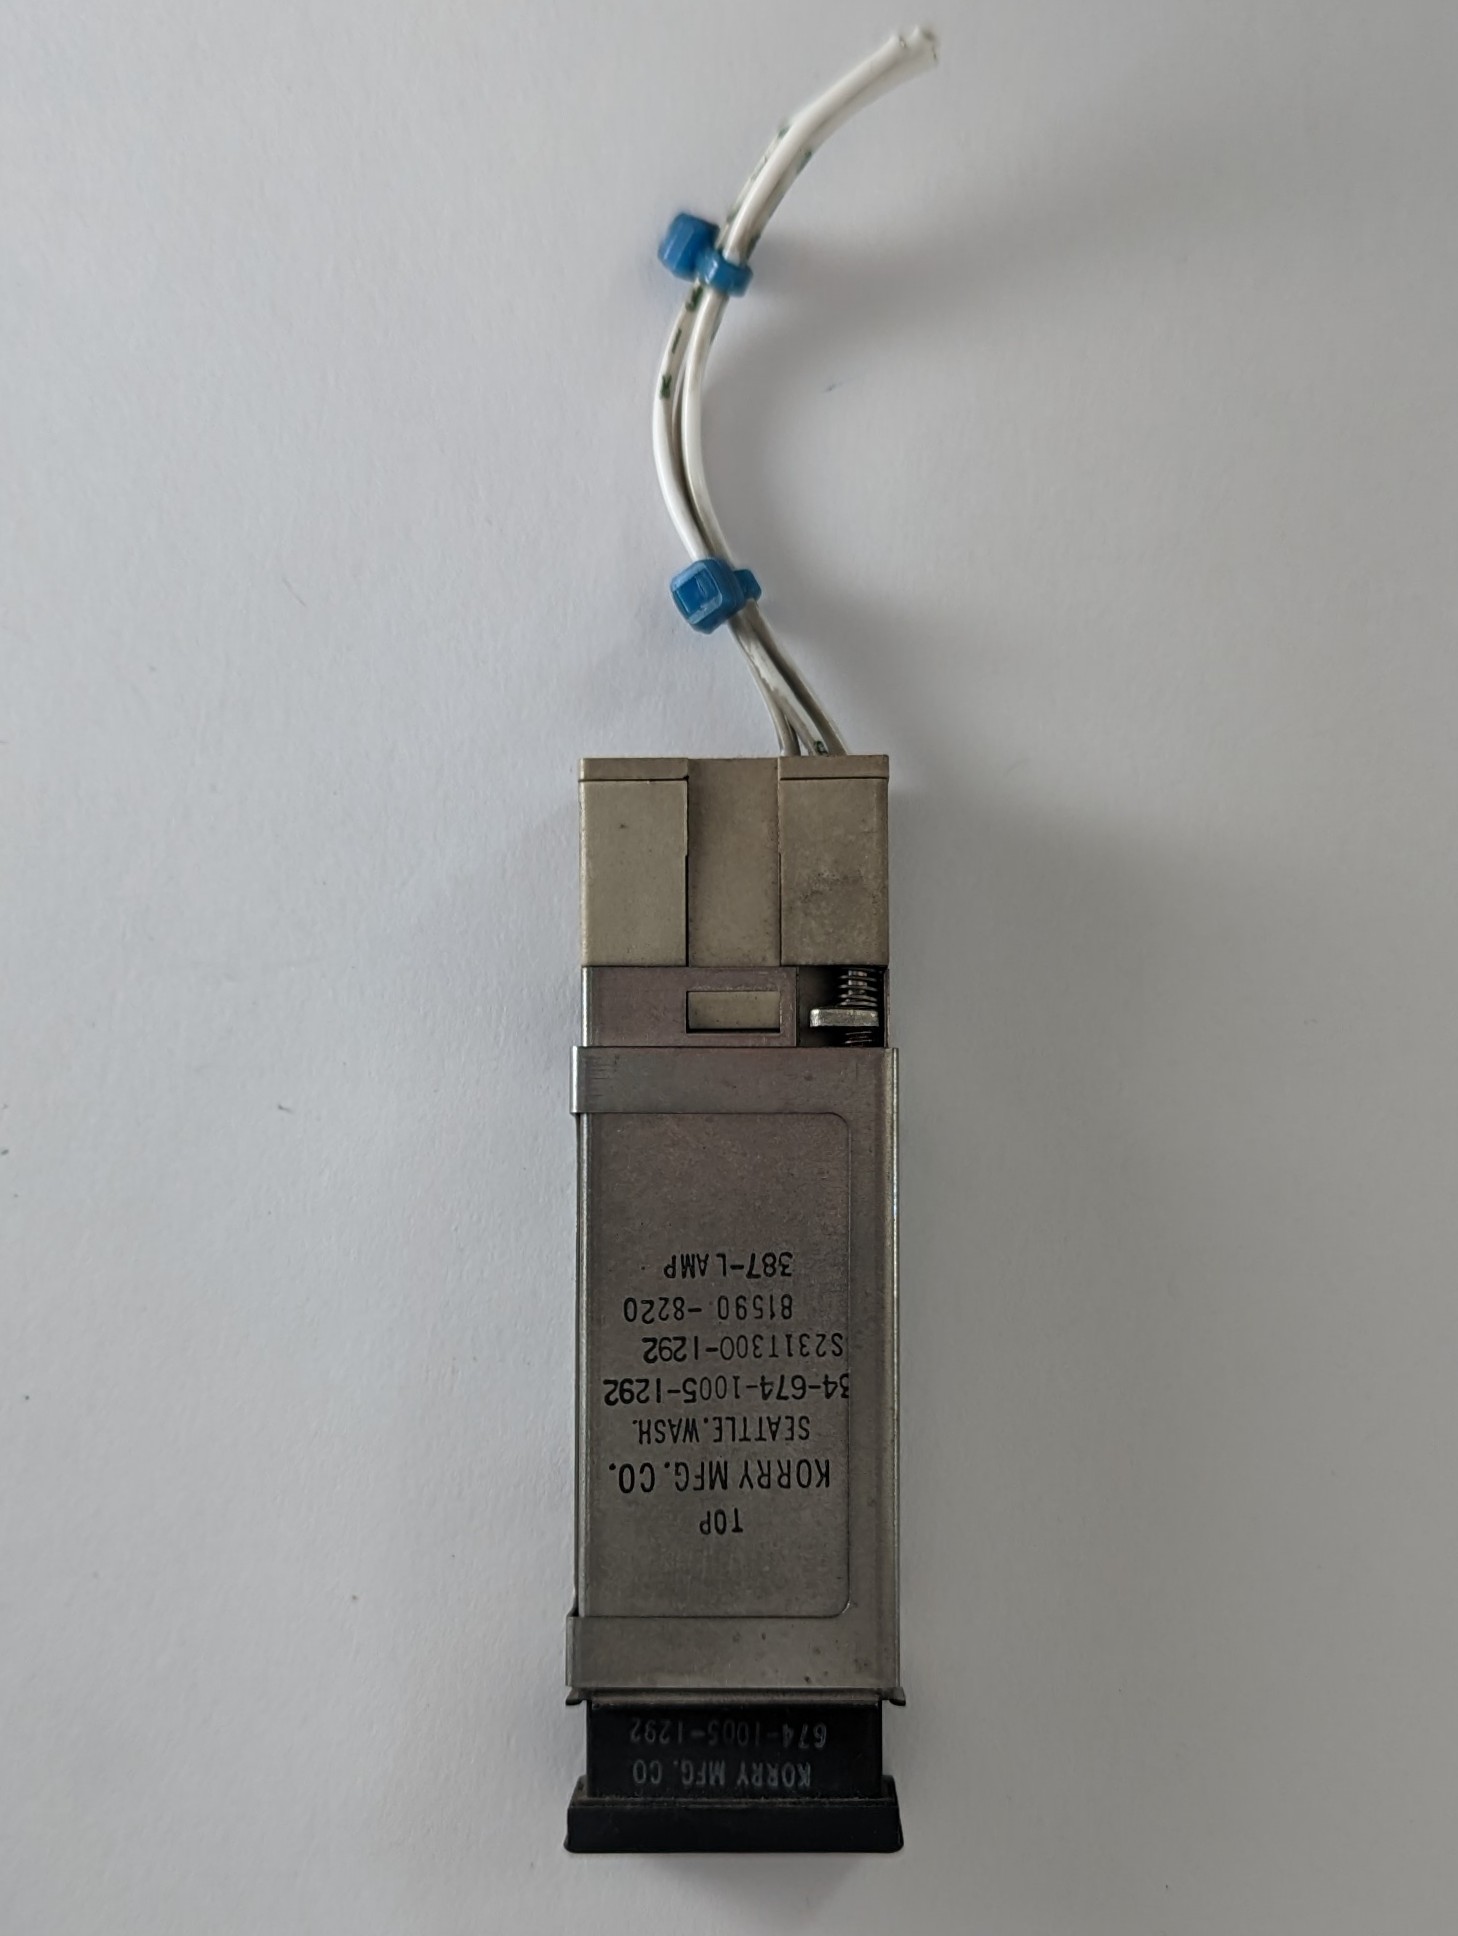 TOP
KORRY MFG. CO.
SEATTLE. WASH.
34-674-1005-1292
S231T300-1292
81590-8220
387-LAMP
KORRY MFG. CO
674-1005-1292